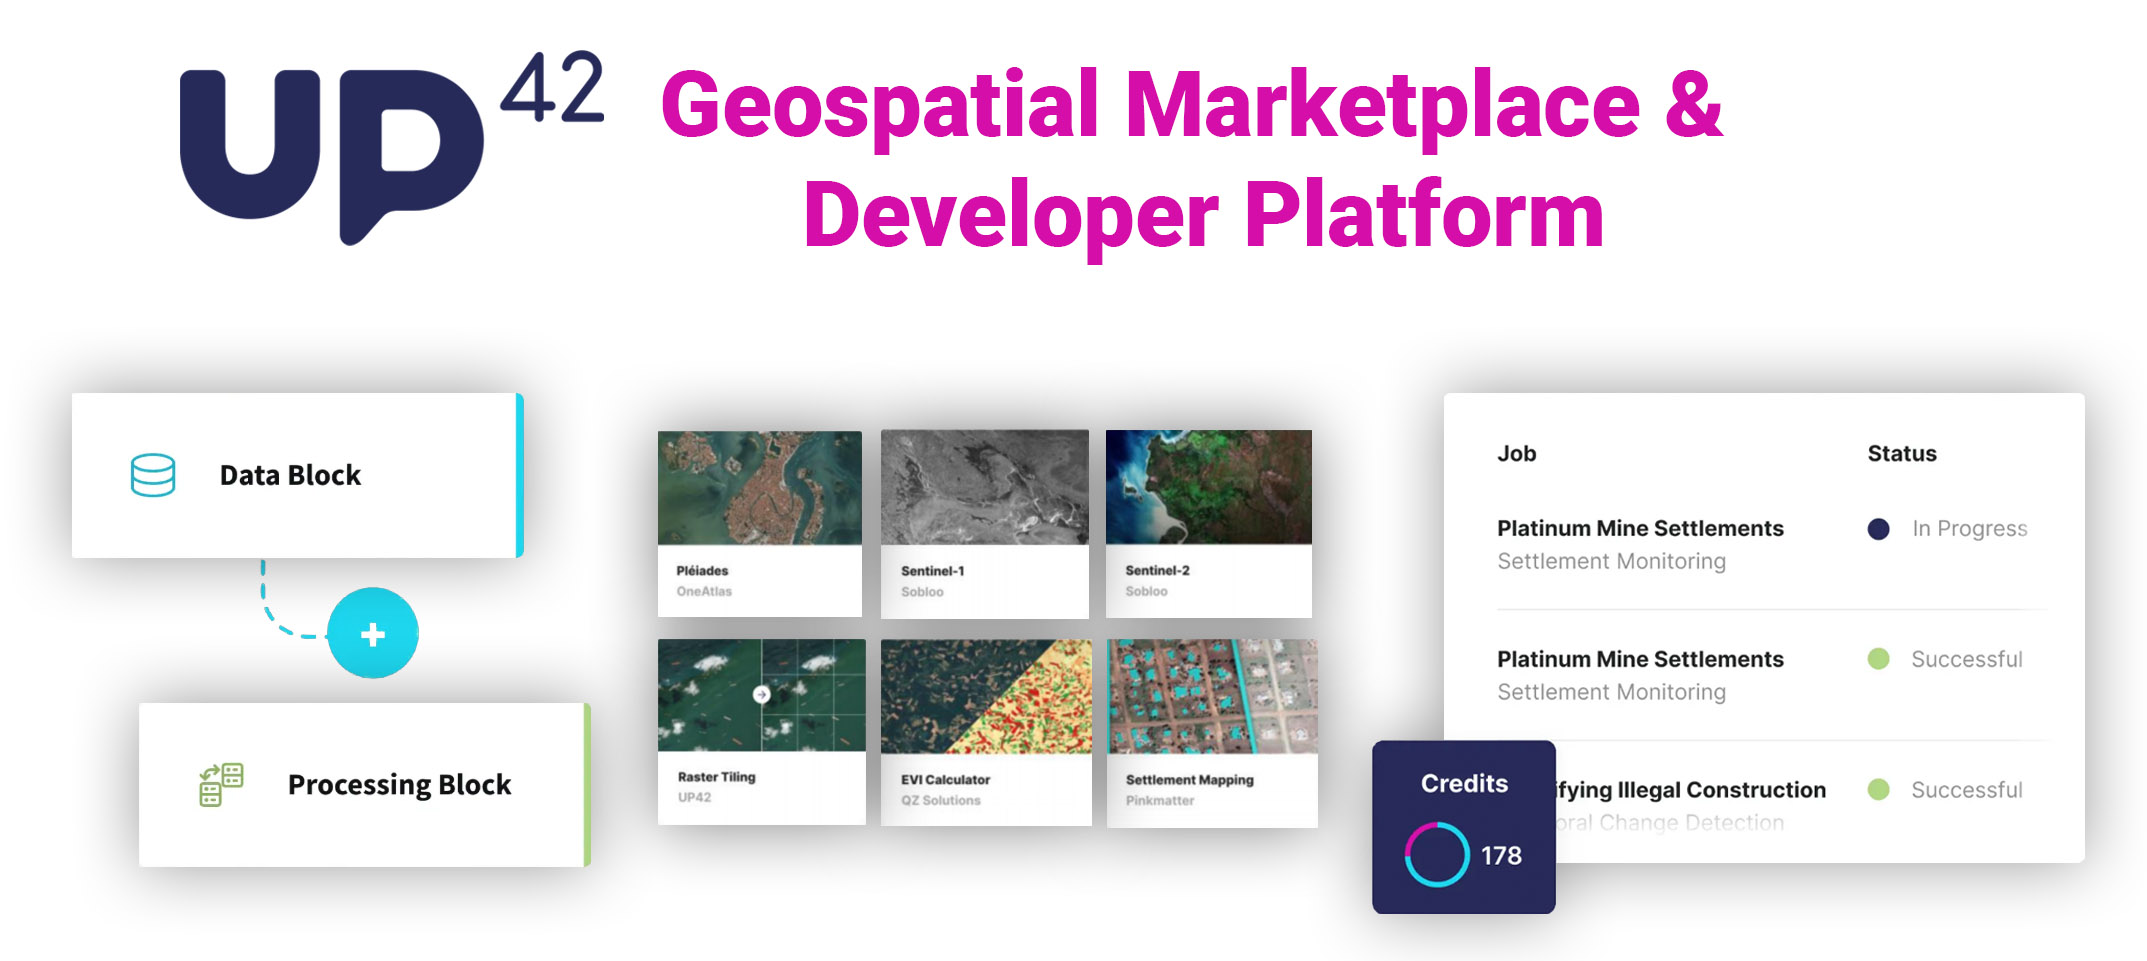 UP42
Geospatial Marketplace &
Developer Platform
Data Block
Processing Block
Pléiades
OneAtlas
Sentinel-1
Sobloo
Sentinel-2
Sobloo
Raster Tiling
UP42
EVI Calculator
QZ Solutions
Settlement Mapping
Pinkmatter
Job Status
Platinum Mine Settlements In Progress
Settlement Monitoring
Platinum Mine Settlements Successful
Settlement Monitoring
ifying Illegal Construction Successful
oral Change Detection
Credits
178